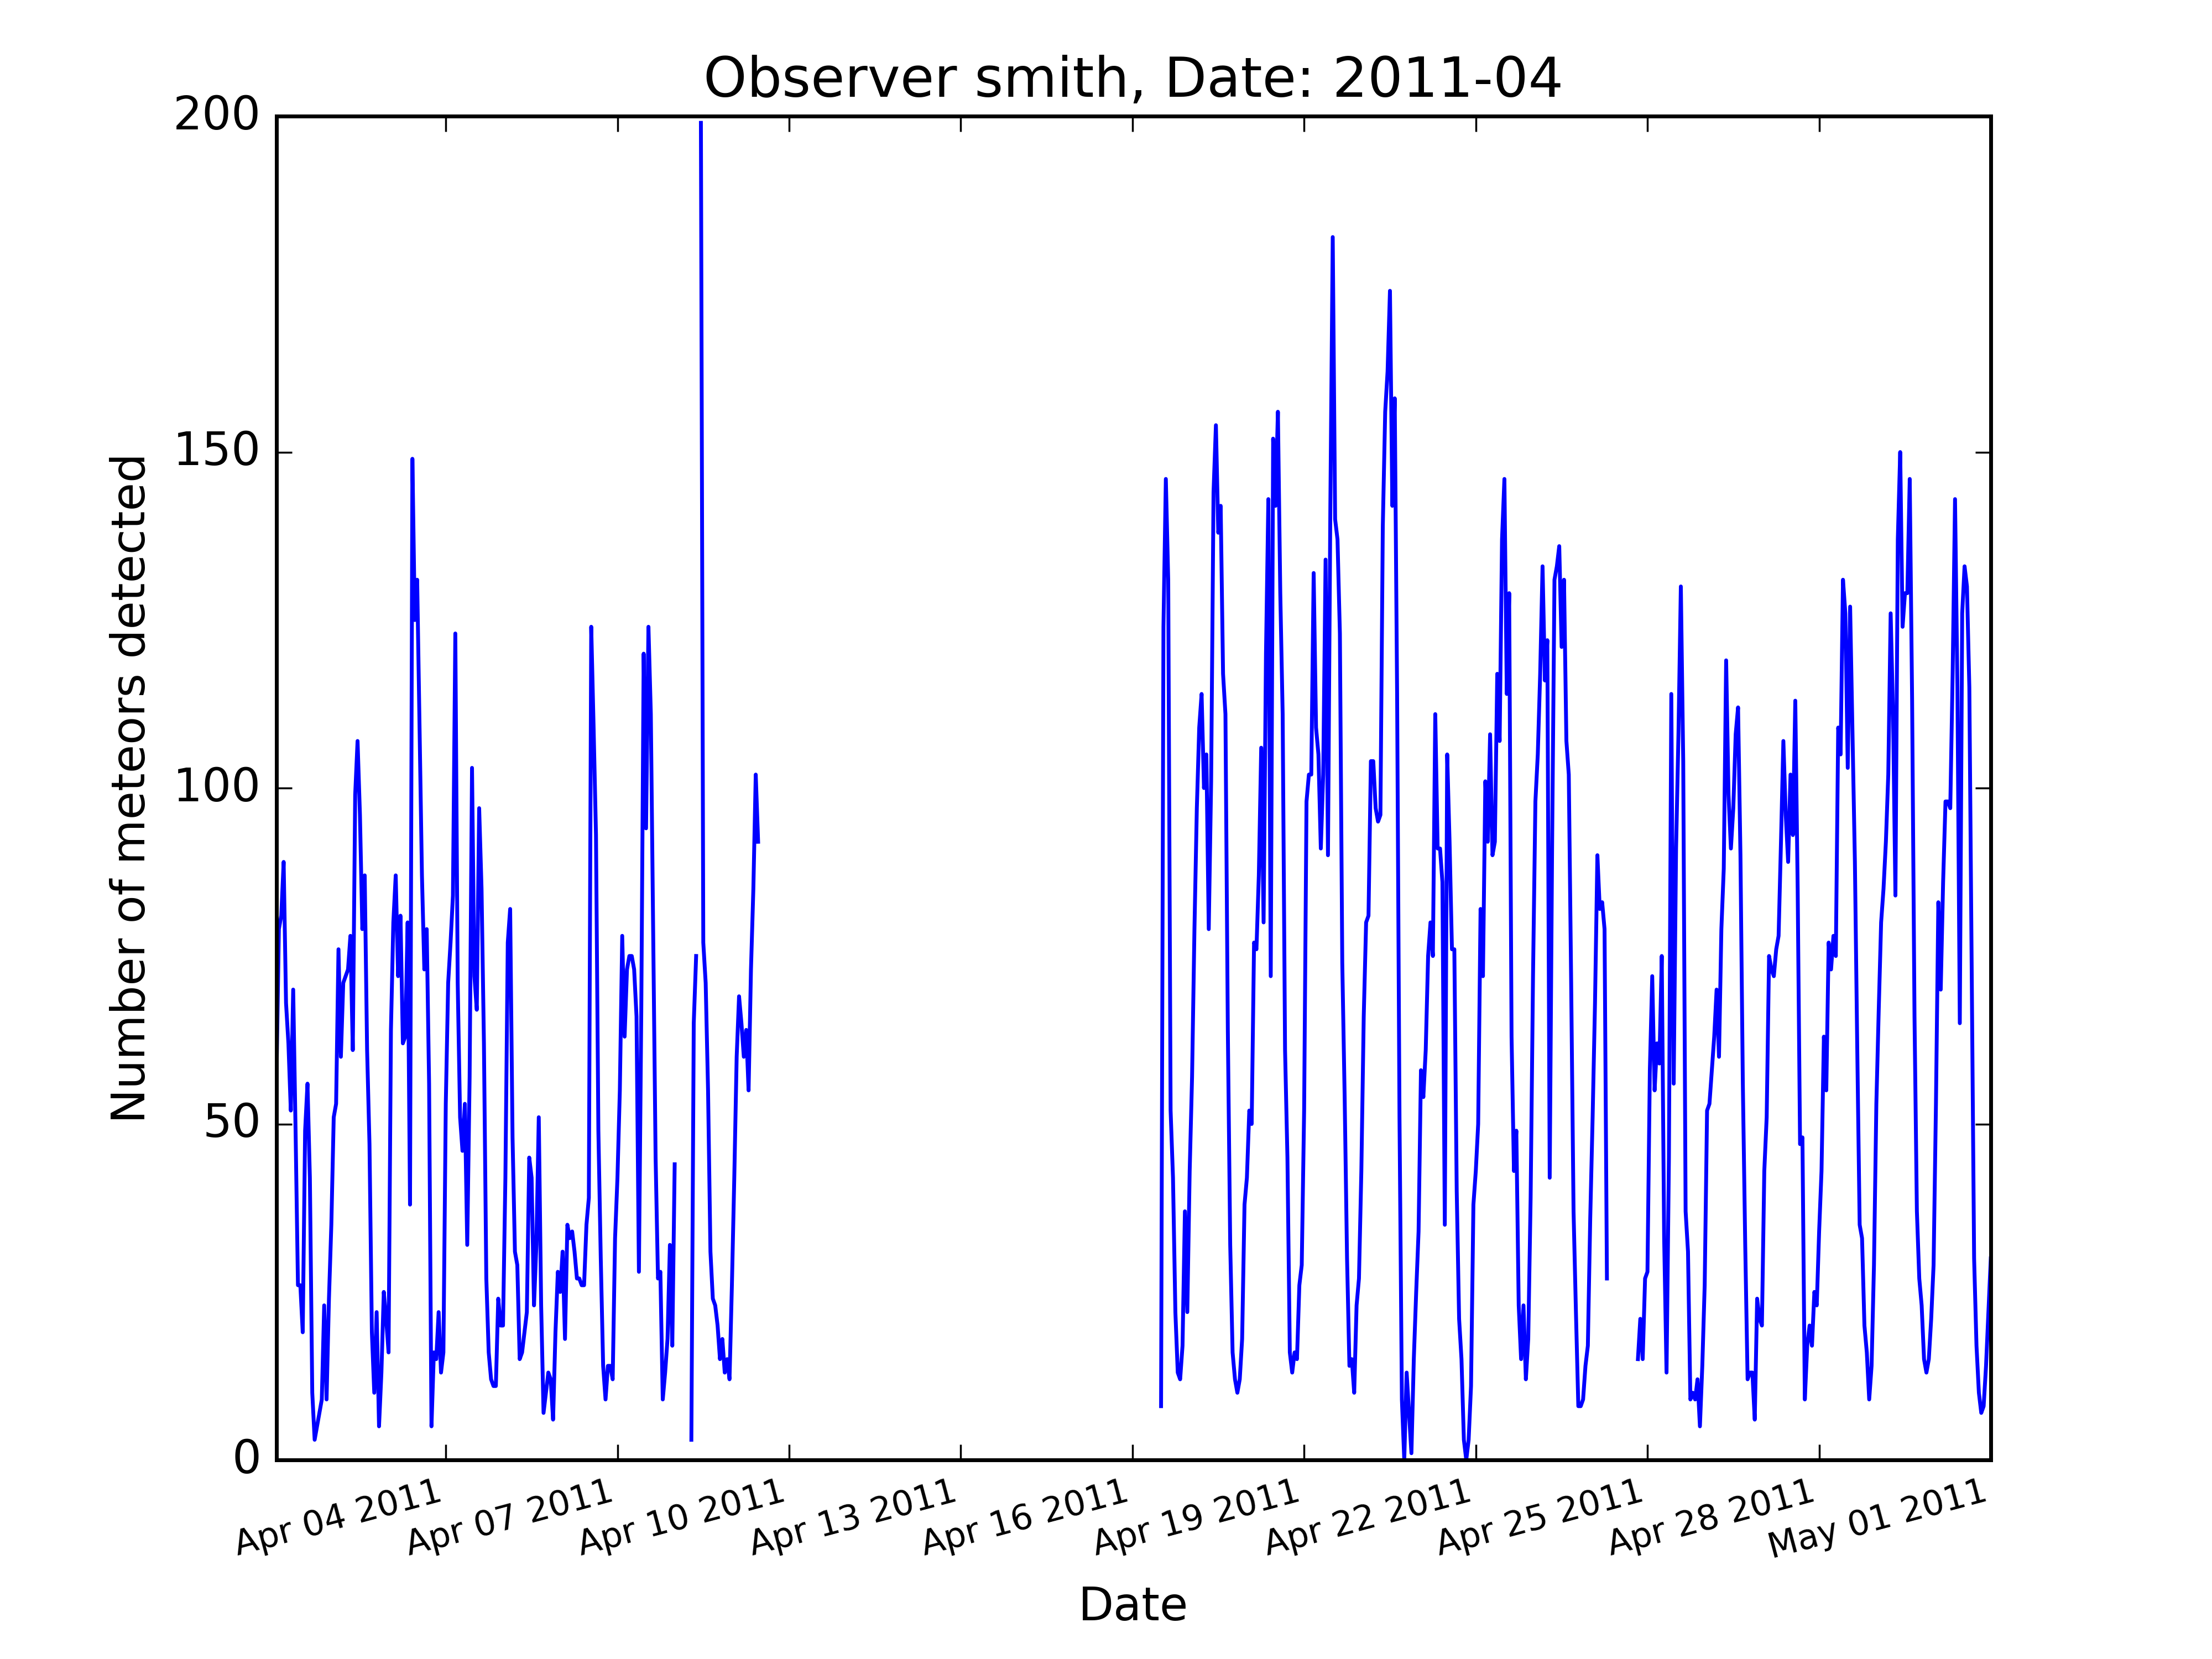 Observer smith, Date: 2011-04
200
150
100
50
0
Number of meteors detected
Apr 04 2011
Apr 07 2011
Apr 10 2011
Apr 13 2011
Apr 16 2011
Apr 19 2011
Apr 22 2011
Apr 25 2011
Apr 28 2011
May 01 2011
Date